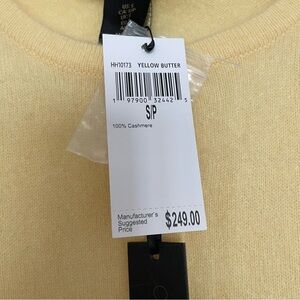 HH10173 YELLOW BUTTER
1 97900 32442 5
S/P
100% Cashmere
Manufacturer's
Suggested
Price
$249.00